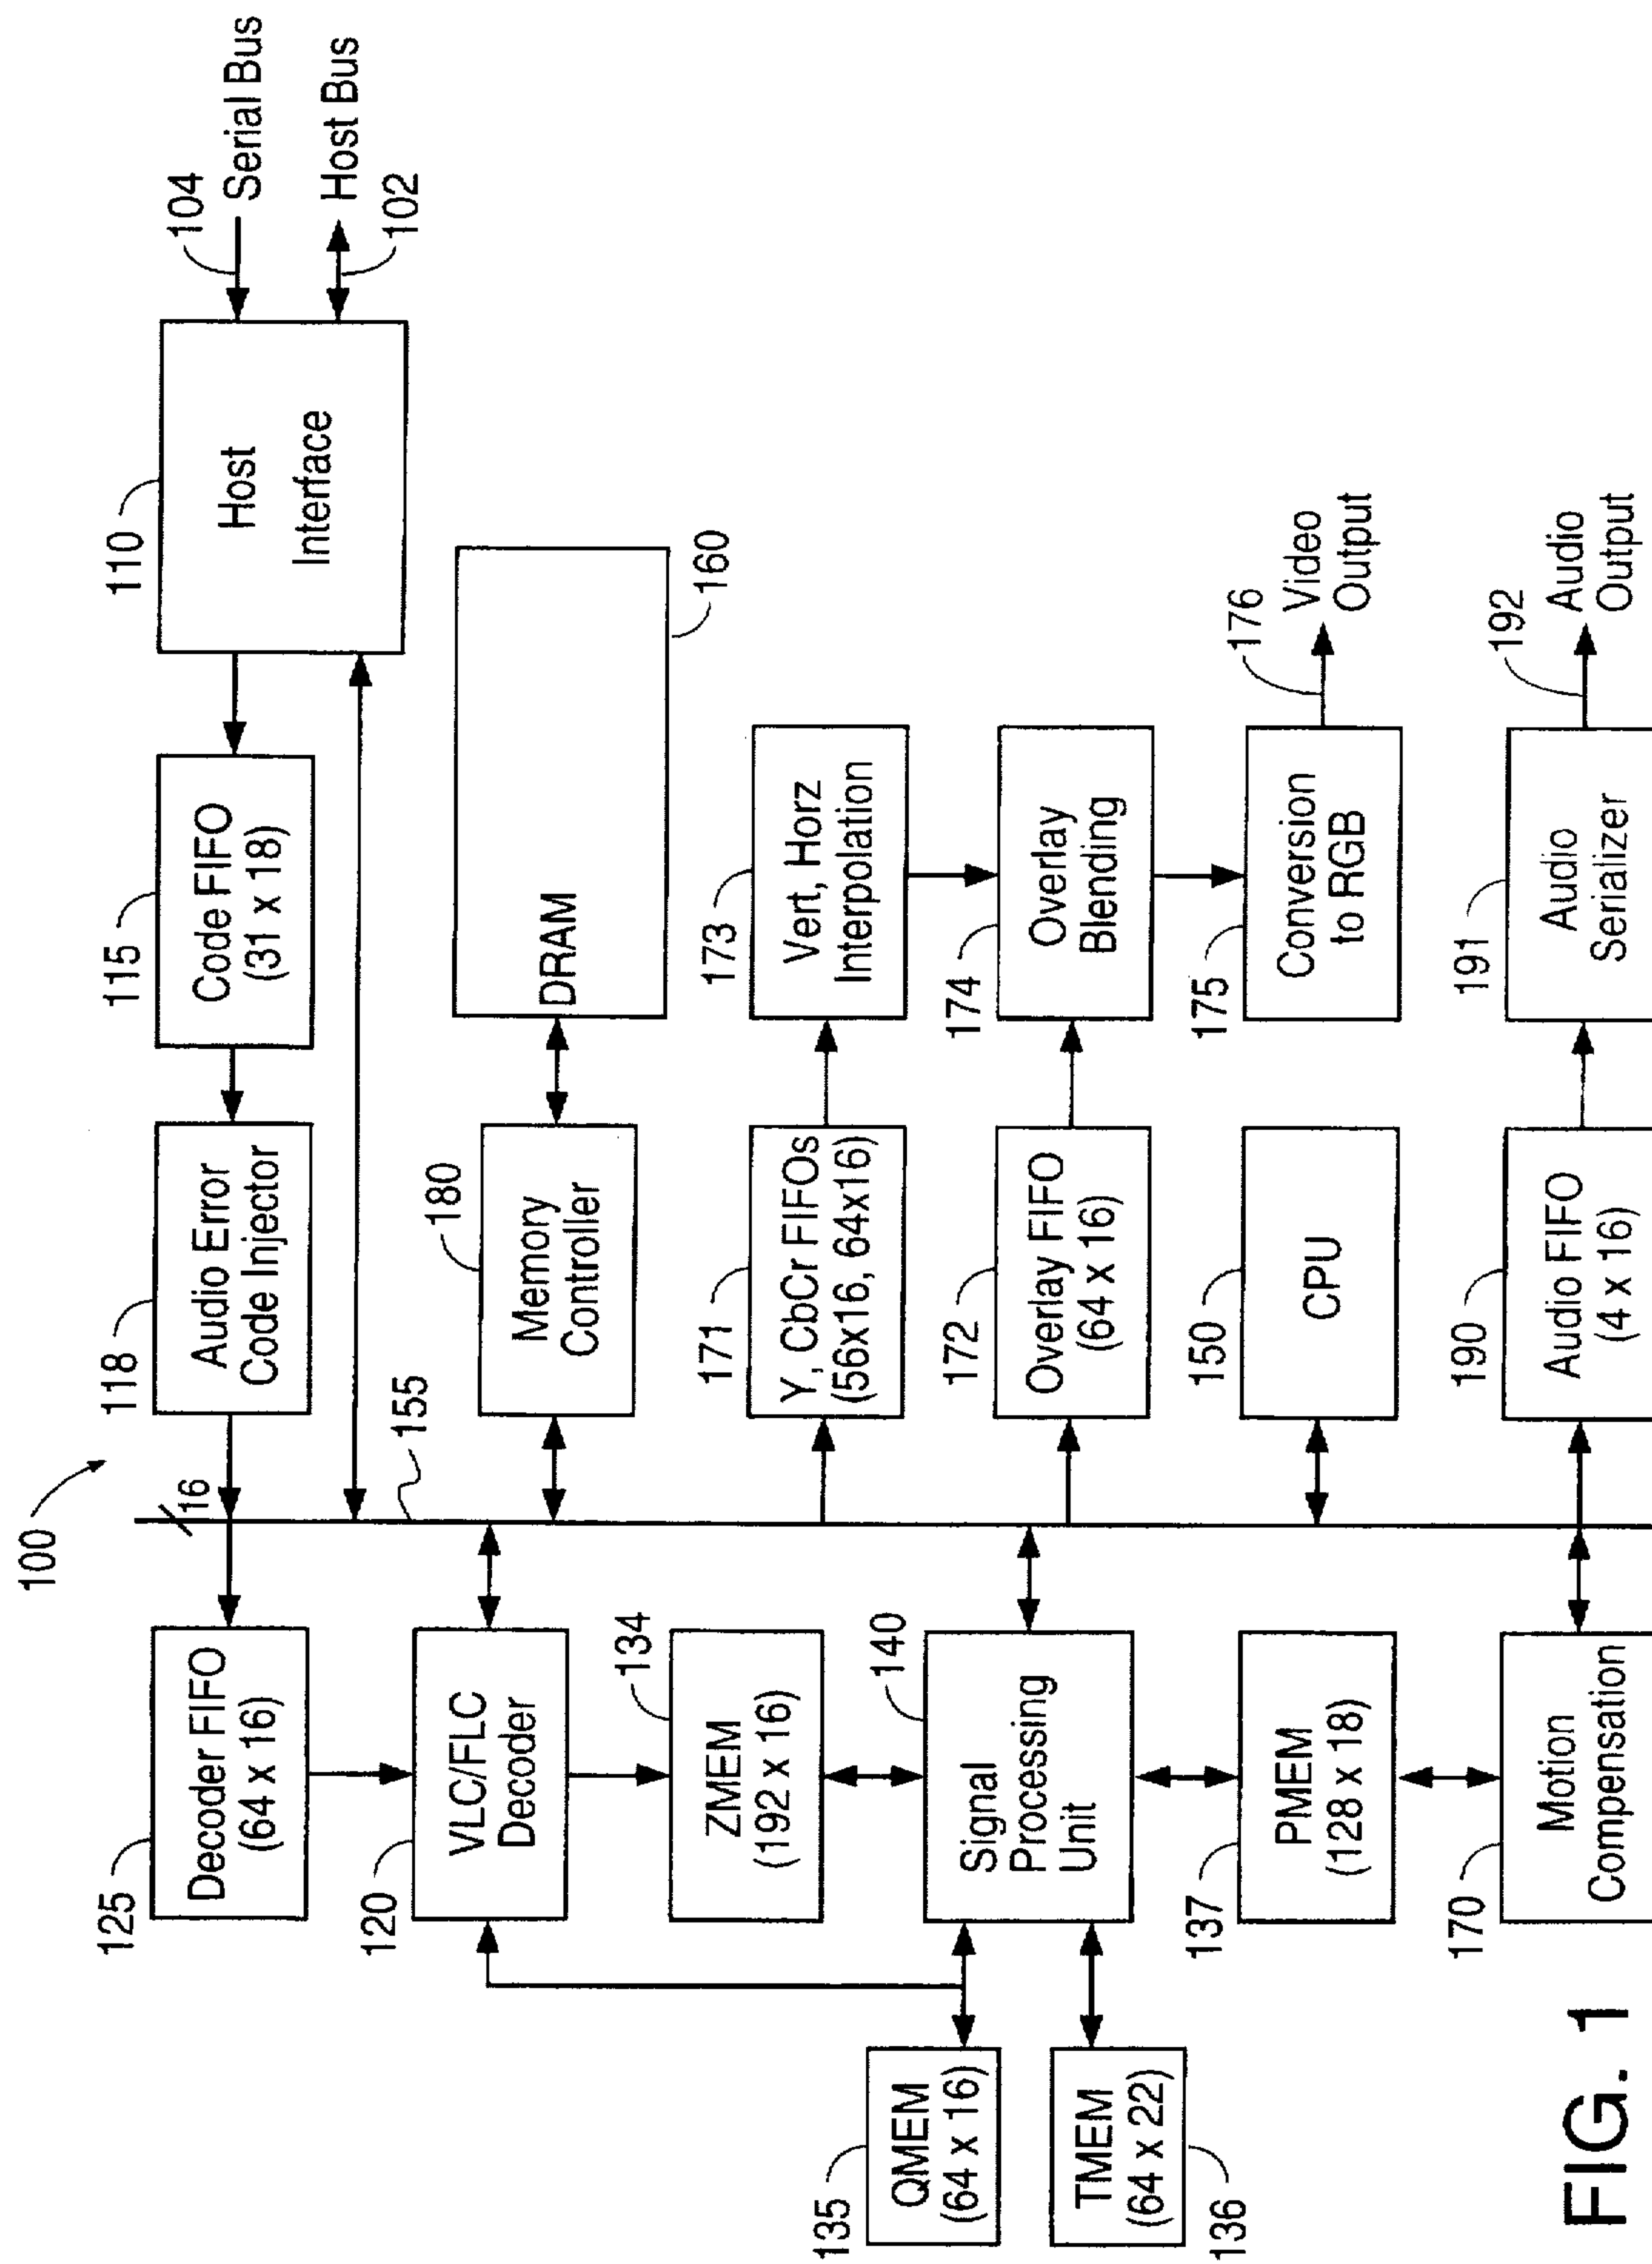 100
125
Decoder FIFO
(64 x 16)
16
118
Audio Error
Code Injector
115
Code FIFO
(31 x 18)
110
Host
Interface
104
Serial Bus
Host Bus
102
155
120
VLC/FLC
Decoder
180
Memory
Controller
DRAM
160
134
ZMEM
(192 x 16)
171
Y, CbCr FIFOs
(56x16, 64x16)
173
Vert, Horz
Interpolation
135
QMEM
(64 x 16)
140
Signal
Processing
Unit
172
Overlay FIFO
(64 x 16)
174
Overlay
Blending
TMEM
(64 x 22)
136
137
PMEM
(128 x 18)
150
CPU
175
Conversion
to RGB
176
Video
Output
170
Motion
Compensation
190
Audio FIFO
(4 x 16)
191
Audio
Serializer
192
Audio
Output
FIG. 1